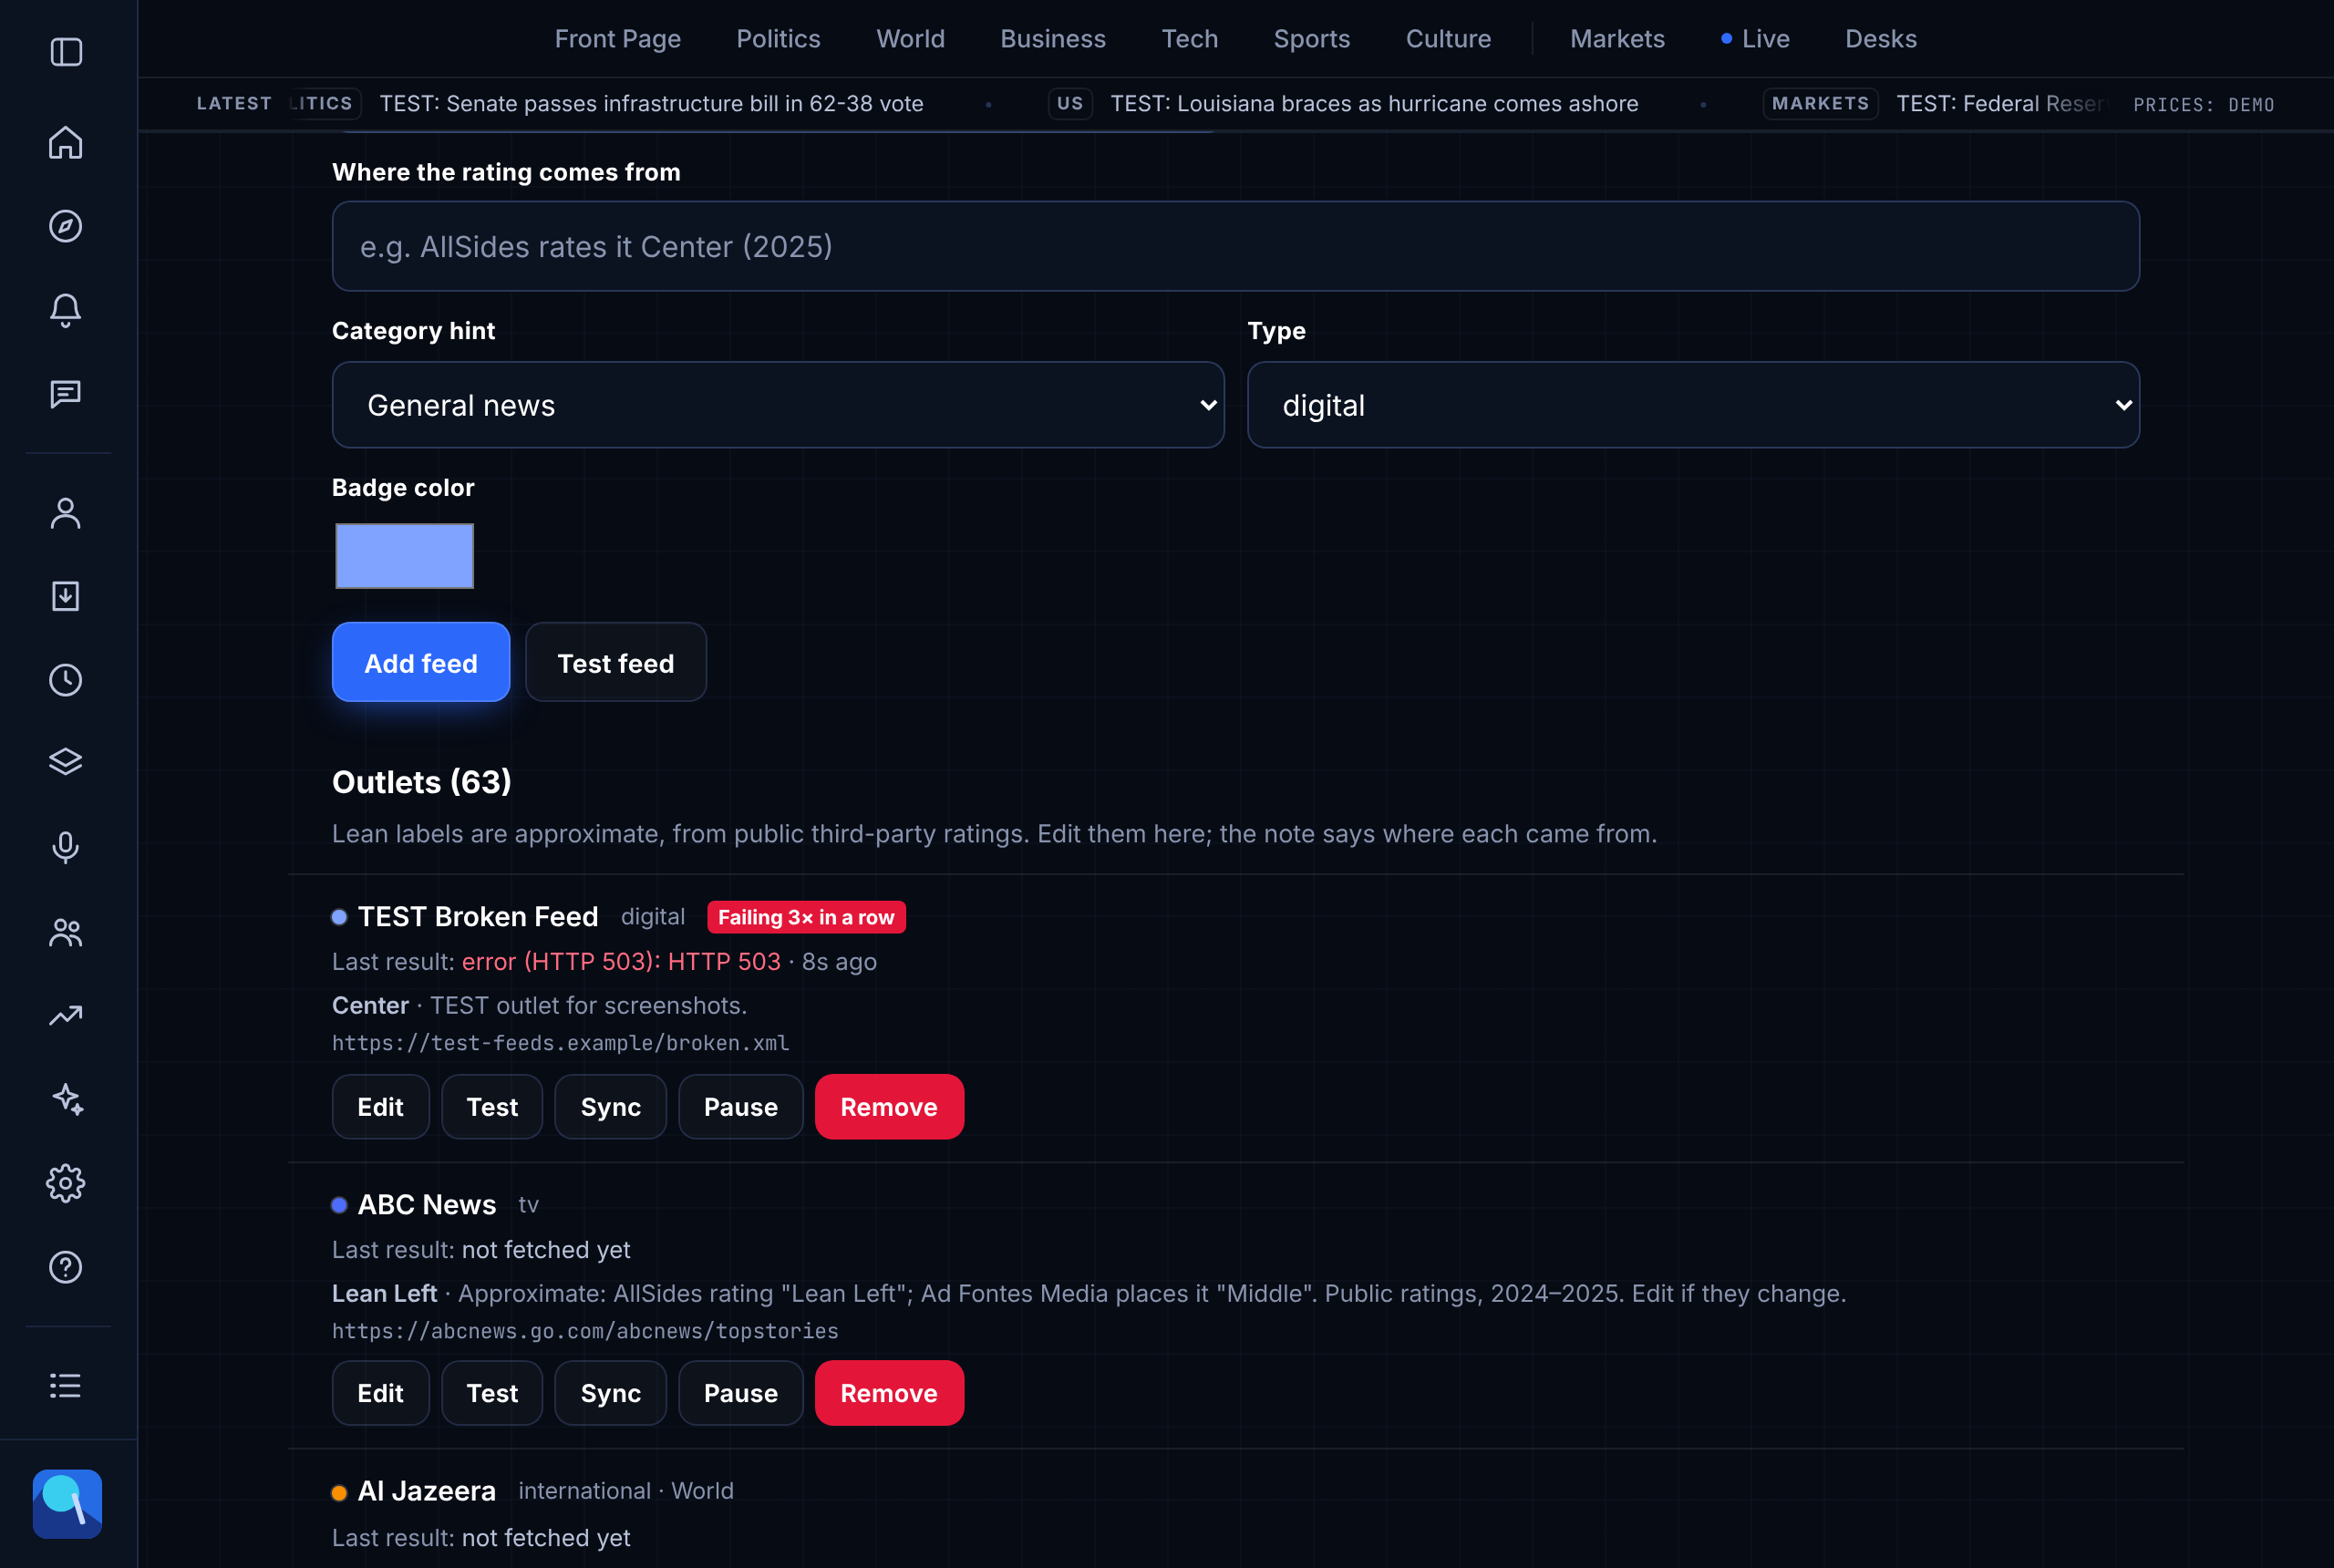 Front Page Politics World Business Tech Sports Culture Markets Live Desks
LATEST LITICS TEST: Senate passes infrastructure bill in 62-38 vote · US TEST: Louisiana braces as hurricane comes ashore · MARKETS TEST: Federal Reser PRICES: DEMO
Where the rating comes from
e.g. AllSides rates it Center (2025)
Category hint Type
General news digital
Badge color
Add feed Test feed
Outlets (63)
Lean labels are approximate, from public third-party ratings. Edit them here; the note says where each came from.
TEST Broken Feed digital Failing 3× in a row
Last result: error (HTTP 503): HTTP 503 · 8s ago
Center · TEST outlet for screenshots.
https://test-feeds.example/broken.xml
Edit Test Sync Pause Remove
ABC News tv
Last result: not fetched yet
Lean Left · Approximate: AllSides rating "Lean Left"; Ad Fontes Media places it "Middle". Public ratings, 2024–2025. Edit if they change.
https://abcnews.go.com/abcnews/topstories
Edit Test Sync Pause Remove
Al Jazeera international · World
Last result: not fetched yet